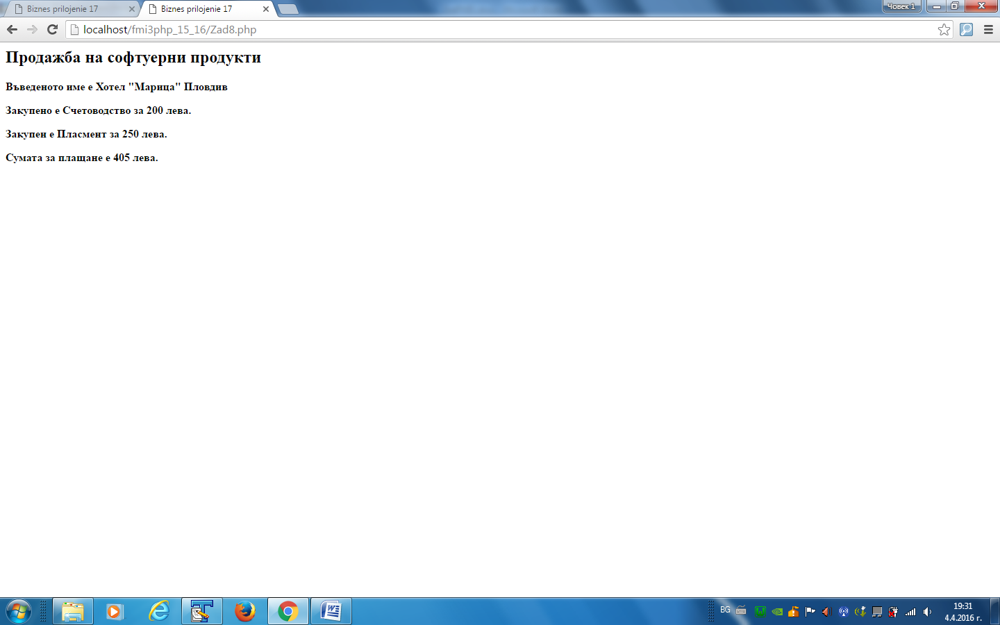 Biznes prilojenie 17
Biznes prilojenie 17
Човек 1
localhost/fmi3php_15_16/Zad8.php
Продажба на софтуерни продукти
Въведеното име е Хотел "Марица" Пловдив
Закупено е Счетоводство за 200 лева.
Закупен е Пласмент за 250 лева.
Сумата за плащане е 405 лева.
BG
19:31
4.4.2016 г.